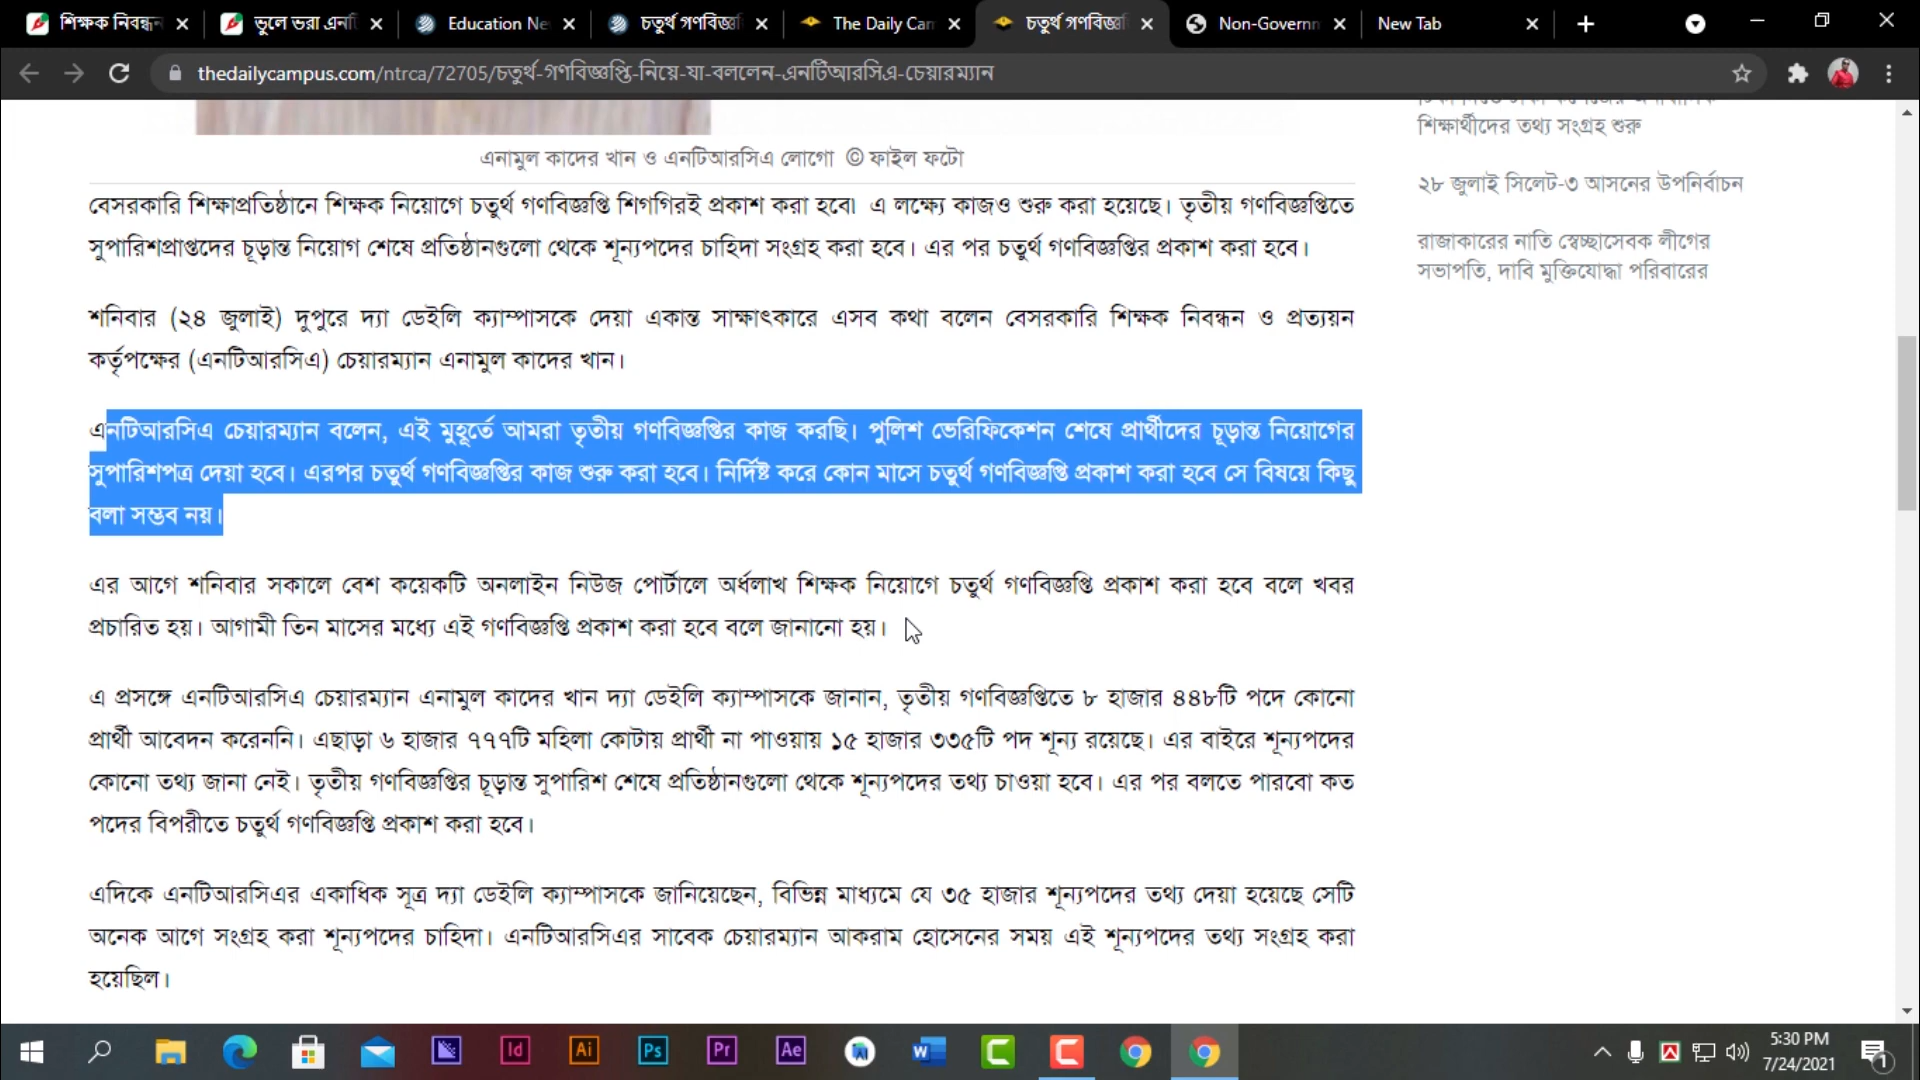 শিক্ষক নিবন্ধন
ভুলে ভরা এনটি
Education Ne
চতুর্থ গণবিজ্ঞপ্তি
The Daily Cam
চতুর্থ গণবিজ্ঞপ্তি
Non-Governm
New Tab
thedailycampus.com/ntrca/72705/চতুর্থ-গণবিজ্ঞপ্তি-নিয়ে-যা-বললেন-এনটিআরসিএ-চেয়ারম্যান
শিক্ষার্থীদের তথ্য সংগ্রহ শুরু
এনামুল কাদের খান ও এনটিআরসিএ লোগো © ফাইল ফটো
২৮ জুলাই সিলেট-৩ আসনের উপনির্বাচন
রাজাকারের নাতি স্বেচ্ছাসেবক লীগের
সভাপতি, দাবি মুক্তিযোদ্ধা পরিবারের
বেসরকারি শিক্ষাপ্রতিষ্ঠানে শিক্ষক নিয়োগে চতুর্থ গণবিজ্ঞপ্তি শিগগিরই প্রকাশ করা হবে৷ এ লক্ষ্যে কাজও শুরু করা হয়েছে। তৃতীয় গণবিজ্ঞপ্তিতে
সুপারিশপ্রাপ্তদের চূড়ান্ত নিয়োগ শেষে প্রতিষ্ঠানগুলো থেকে শূন্যপদের চাহিদা সংগ্রহ করা হবে। এর পর চতুর্থ গণবিজ্ঞপ্তির প্রকাশ করা হবে।
শনিবার (২৪ জুলাই) দুপুরে দ্যা ডেইলি ক্যাম্পাসকে দেয়া একান্ত সাক্ষাৎকারে এসব কথা বলেন বেসরকারি শিক্ষক নিবন্ধন ও প্রত্যয়ন
কর্তৃপক্ষের (এনটিআরসিএ) চেয়ারম্যান এনামুল কাদের খান।
এনটিআরসিএ চেয়ারম্যান বলেন, এই মুহূর্তে আমরা তৃতীয় গণবিজ্ঞপ্তির কাজ করছি। পুলিশ ভেরিফিকেশন শেষে প্রার্থীদের চূড়ান্ত নিয়োগের
সুপারিশপত্র দেয়া হবে। এরপর চতুর্থ গণবিজ্ঞপ্তির কাজ শুরু করা হবে। নির্দিষ্ট করে কোন মাসে চতুর্থ গণবিজ্ঞপ্তি প্রকাশ করা হবে সে বিষয়ে কিছু
বলা সম্ভব নয়।
এর আগে শনিবার সকালে বেশ কয়েকটি অনলাইন নিউজ পোর্টালে অর্ধলাখ শিক্ষক নিয়োগে চতুর্থ গণবিজ্ঞপ্তি প্রকাশ করা হবে বলে খবর
প্রচারিত হয়। আগামী তিন মাসের মধ্যে এই গণবিজ্ঞপ্তি প্রকাশ করা হবে বলে জানানো হয়।
এ প্রসঙ্গে এনটিআরসিএ চেয়ারম্যান এনামুল কাদের খান দ্যা ডেইলি ক্যাম্পাসকে জানান, তৃতীয় গণবিজ্ঞপ্তিতে ৮ হাজার ৪৪৮টি পদে কোনো
প্রার্থী আবেদন করেননি। এছাড়া ৬ হাজার ৭৭৭টি মহিলা কোটায় প্রার্থী না পাওয়ায় ১৫ হাজার ৩৩৫টি পদ শূন্য রয়েছে। এর বাইরে শূন্যপদের
কোনো তথ্য জানা নেই। তৃতীয় গণবিজ্ঞপ্তির চূড়ান্ত সুপারিশ শেষে প্রতিষ্ঠানগুলো থেকে শূন্যপদের তথ্য চাওয়া হবে। এর পর বলতে পারবো কত
পদের বিপরীতে চতুর্থ গণবিজ্ঞপ্তি প্রকাশ করা হবে।
এদিকে এনটিআরসিএর একাধিক সূত্র দ্যা ডেইলি ক্যাম্পাসকে জানিয়েছেন, বিভিন্ন মাধ্যমে যে ৩৫ হাজার শূন্যপদের তথ্য দেয়া হয়েছে সেটি
অনেক আগে সংগ্রহ করা শূন্যপদের চাহিদা। এনটিআরসিএর সাবেক চেয়ারম্যান আকরাম হোসেনের সময় এই শূন্যপদের তথ্য সংগ্রহ করা
হয়েছিল।
Id
Ai
Ps
Pr
Ae
5:30 PM
7/24/2021
1